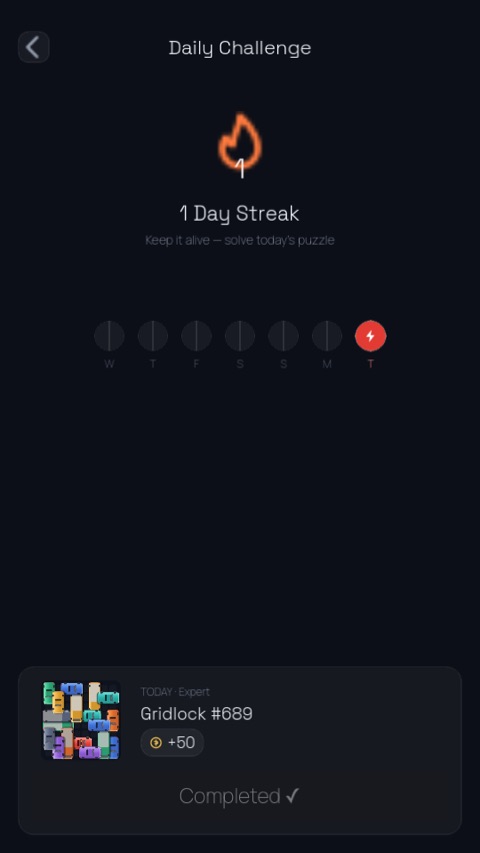 Daily Challenge
1
1 Day Streak
Keep it alive — solve today's puzzle
W T F S S M T
TODAY · Expert
Gridlock #689
+50
Completed ✓